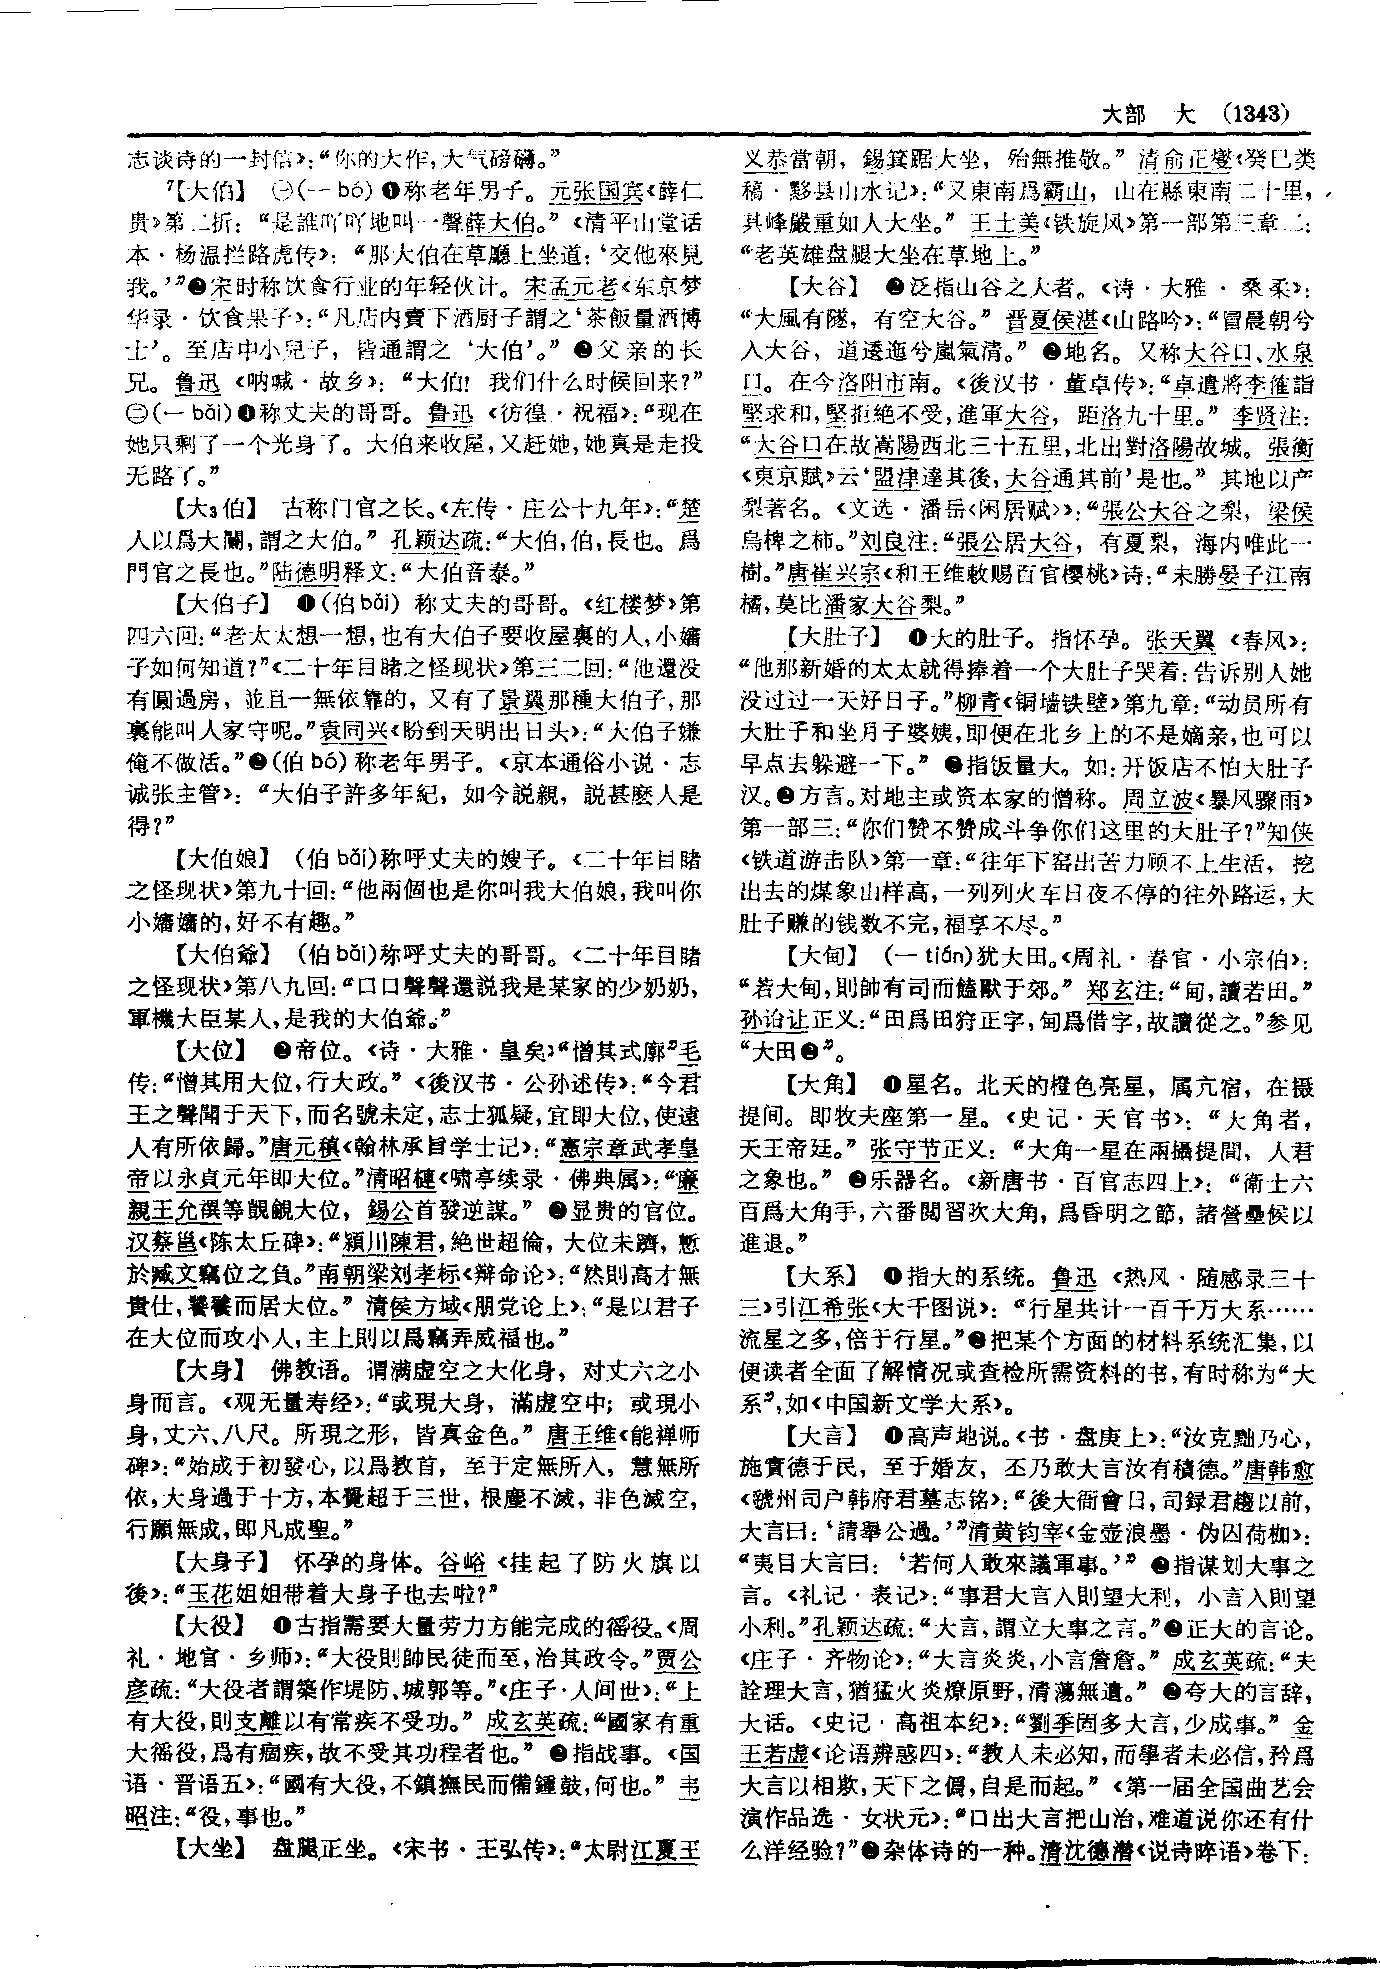 大部　大　(1343)
志谈诗的一封信》:“你的大作,大气磅礴。”
7【大伯】　㊀(一bó)❶称老年男子。元张国宾《薛仁
贵》第二折：“是誰吖吖地叫一聲薛大伯。”《清平山堂话
本·杨温拦路虎传》：“那大伯在草廳上坐道：‘交他來見
我。’”❷宋时称饮食行业的年轻伙计。宋孟元老《东京梦
华录·饮食果子》:“凡店内賣下酒厨子謂之‘茶飯量酒博
士’。至店中小兒子，皆通謂之‘大伯’。”❸父亲的长
兄。鲁迅《呐喊·故乡》：“大伯！我们什么时候回来？”
㊁(一bǎi)❶称丈夫的哥哥。鲁迅《彷徨·祝福》:“现在
她只剩了一个光身了。大伯来收屋,又赶她,她真是走投
无路了。”
【大3伯】　古称门官之长。《左传·庄公十九年》:“楚
人以爲大閽,謂之大伯。”孔颖达疏:“大伯,伯,長也。爲
門官之長也。”陆德明释文:“大伯音泰。”
【大伯子】　❶(伯bǎi)称丈夫的哥哥。《红楼梦》第
四六回:“老太太想一想,也有大伯子要收屋裏的人,小嬸
子如何知道？”《二十年目睹之怪现状》第三二回:“他還没
有圓過房，並且一無依靠的，又有了景翼那種大伯子,那
裏能叫人家守呢。”袁同兴《盼到天明出日头》:“大伯子嫌
俺不做活。”❷(伯bó)称老年男子。《京本通俗小说·志
诚张主管》：“大伯子許多年紀，如今説親，説甚麽人是
得？”
【大伯娘】　(伯bǎi)称呼丈夫的嫂子。《二十年目睹
之怪现状》第九十回:“他兩個也是你叫我大伯娘,我叫你
小嬸嬸的,好不有趣。”
【大伯爺】　(伯bǎi)称呼丈夫的哥哥。《二十年目睹
之怪现状》第八九回:“口口聲聲還説我是某家的少奶奶,
軍機大臣某人,是我的大伯爺。”
【大位】　❶帝位。《诗·大雅·皇矣》“憎其式廓”毛
传:“憎其用大位,行大政。”《後汉书·公孙述传》:“今君
王之聲聞于天下,而名號未定,志士狐疑,宜即大位,使遠
人有所依歸。”唐元稹《翰林承旨学士记》:“憲宗章武孝皇
帝以永貞元年即大位。”清昭槤《啸亭续录·佛典属》:“廉
親王允禩等覬覦大位，錫公首發逆謀。”❷显贵的官位。
汉蔡邕《陈太丘碑》:“潁川陳君,絶世超倫，大位未躋，慙
於臧文竊位之負。”南朝梁刘孝标《辩命论》:“然則高才無
貴仕,饕餮而居大位。”清侯方域《朋党论上》:“是以君子
在大位而攻小人,主上則以爲竊弄威福也。”
【大身】　佛教语。谓满虚空之大化身，对丈六之小
身而言。《观无量寿经》:“或現大身，滿虚空中；或現小
身,丈六、八尺。所現之形，皆真金色。”唐王维《能禅师
碑》:“始成于初發心,以爲教首，至于定無所入，慧無所
依,大身過于十方,本覺超于三世，根塵不滅，非色滅空，
行願無成,即凡成聖。”
【大身子】　怀孕的身体。谷峪《挂起了防火旗以
後》:“玉花姐姐带着大身子也去啦？”
【大役】　❶古指需要大量劳力方能完成的徭役。《周
礼·地官·乡师》:“大役則帥民徒而至,治其政令。”贾公
彦疏:“大役者謂築作堤防、城郭等。”《庄子·人间世》:“上
有大役,則支離以有常疾不受功。”成玄英疏:“國家有重
大徭役,爲有痼疾,故不受其功程者也。”❷指战事。《国
语·晋语五》:“國有大役,不鎮撫民而備鍾鼓,何也。”韦
昭注:“役,事也。”
【大坐】　盘腿正坐。《宋书·王弘传》:“太尉江夏王
义恭當朝，錫箕踞大坐，殆無推敬。”清俞正燮《癸巳类
稿·黟县山水记》:“又東南爲霸山，山在縣東南二十里，
其峰嚴重如人大坐。”王士美《铁旋风》第一部第三章二:
“老英雄盘腿大坐在草地上。”
【大谷】　❶泛指山谷之大者。《诗·大雅·桑柔》:
“大風有隧，有空大谷。”晋夏侯湛《山路吟》:“冒晨朝兮
入大谷，道逶迤兮嵐氣清。”❷地名。又称大谷口、水泉
口。在今洛阳市南。《後汉书·董卓传》:“卓遣將李傕詣
堅求和,堅拒絶不受,進軍大谷，距洛九十里。”李贤注:
“大谷口在故嵩陽西北三十五里,北出對洛陽故城。張衡
《東京賦》云‘盟津達其後,大谷通其前’是也。”其地以产
梨著名。《文选·潘岳〈闲居赋〉》:“張公大谷之梨，梁侯
烏椑之柿。”刘良注:“張公居大谷，有夏梨，海内唯此一
樹。”唐崔兴宗《和王维敕赐百官樱桃》诗:“未勝晏子江南
橘,莫比潘家大谷梨。”
【大肚子】　❶大的肚子。指怀孕。张天翼《春风》:
“他那新婚的太太就得捧着一个大肚子哭着:告诉别人她
没过过一天好日子。”柳青《铜墙铁壁》第九章:“动员所有
大肚子和坐月子婆姨,即便在北乡上的不是嫡亲,也可以
早点去躲避一下。”❷指饭量大。如:开饭店不怕大肚子
汉。❸方言。对地主或资本家的憎称。周立波《暴风骤雨》
第一部三:“你们赞不赞成斗争你们这里的大肚子？”知侠
《铁道游击队》第一章:“往年下窑出苦力顾不上生活，挖
出去的煤象山样高,一列列火车日夜不停的往外路运,大
肚子赚的钱数不完,福享不尽。”
【大甸】　(一tián)犹大田。《周礼·春官·小宗伯》:
“若大甸,則帥有司而饁獸于郊。”郑玄注:“甸,讀若田。”
孙诒让正义:“田爲田狩正字,甸爲借字,故讀從之。”参见
“大田❷”。
【大角】　❶星名。北天的橙色亮星，属亢宿，在摄
提间。即牧夫座第一星。《史记·天官书》：“大角者，
天王帝廷。”张守节正义：“大角一星在兩攝提間，人君
之象也。”❷乐器名。《新唐书·百官志四上》：“衛士六
百爲大角手,六番閲習吹大角，爲昏明之節，諸營壘候以
進退。”
【大系】　❶指大的系统。鲁迅《热风·随感录三十
三》引江希张《大千图说》：“行星共计一百千万大系……
流星之多,倍于行星。”❷把某个方面的材料系统汇集,以
便读者全面了解情况或查检所需资料的书,有时称为“大
系”,如《中国新文学大系》。
【大言】　❶高声地说。《书·盘庚上》:“汝克黜乃心,
施實德于民，至于婚友，丕乃敢大言汝有積德。”唐韩愈
《虢州司户韩府君墓志铭》:“後大衙會日,司録君趨以前,
大言曰：‘請舉公過。’”清黄钧宰《金壶浪墨·伪囚荷枷》:
“夷目大言曰：‘若何人敢來議軍事。’”❷指谋划大事之
言。《礼记·表记》:“事君大言入則望大利，小言入則望
小利。”孔颖达疏:“大言,謂立大事之言。”❸正大的言论。
《庄子·齐物论》:“大言炎炎,小言詹詹。”成玄英疏:“夫
詮理大言,猶猛火炎燎原野,清蕩無遺。”❹夸大的言辞,
大话。《史记·高祖本纪》:“劉季固多大言,少成事。”金
王若虚《论语辨惑四》:“教人未必知,而學者未必信,矜爲
大言以相欺,天下之僞,自是而起。”《第一届全国曲艺会
演作品选·女状元》:“口出大言把山治,难道说你还有什
么洋经验？”❺杂体诗的一种。清沈德潜《说诗晬语》卷下: